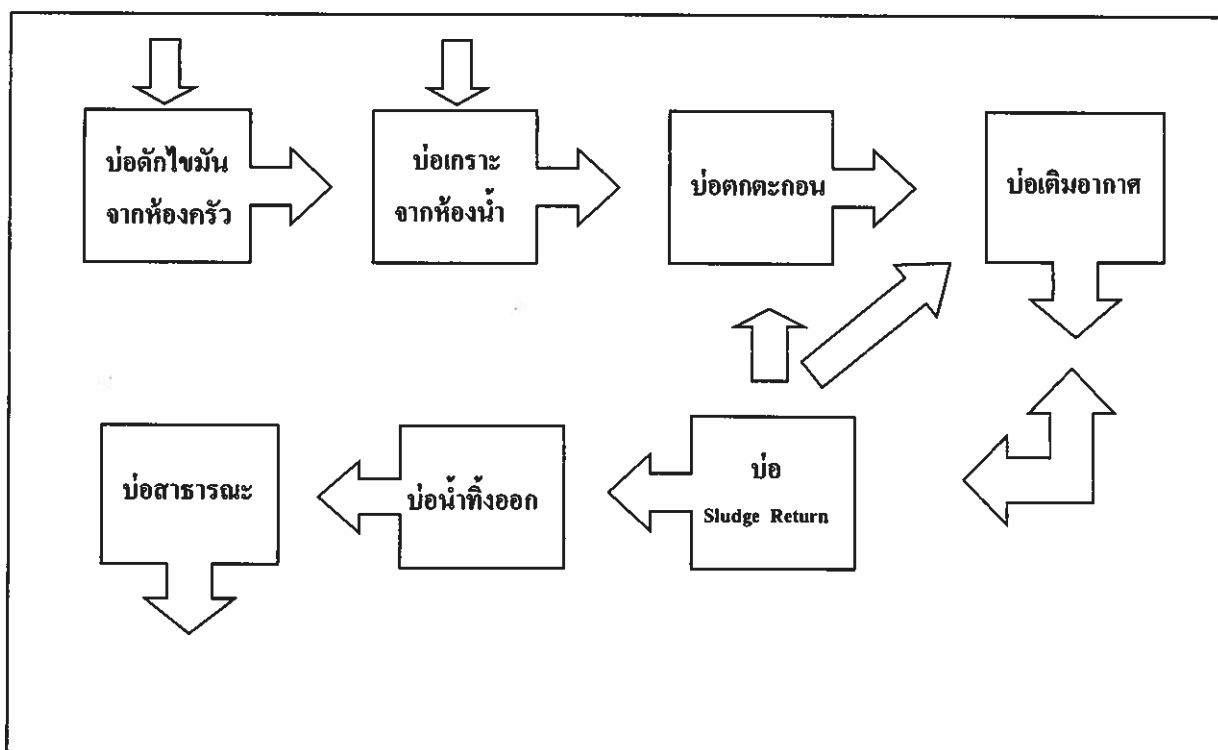 บ่อดักไขมัน
จากห้องครัว
บ่อเกราะ
จากห้องน้ำ
บ่อตกตะกอน
บ่อเติมอากาศ
บ่อสาธารณะ
บ่อน้ำทิ้งออก
บ่อ
Sludge Return